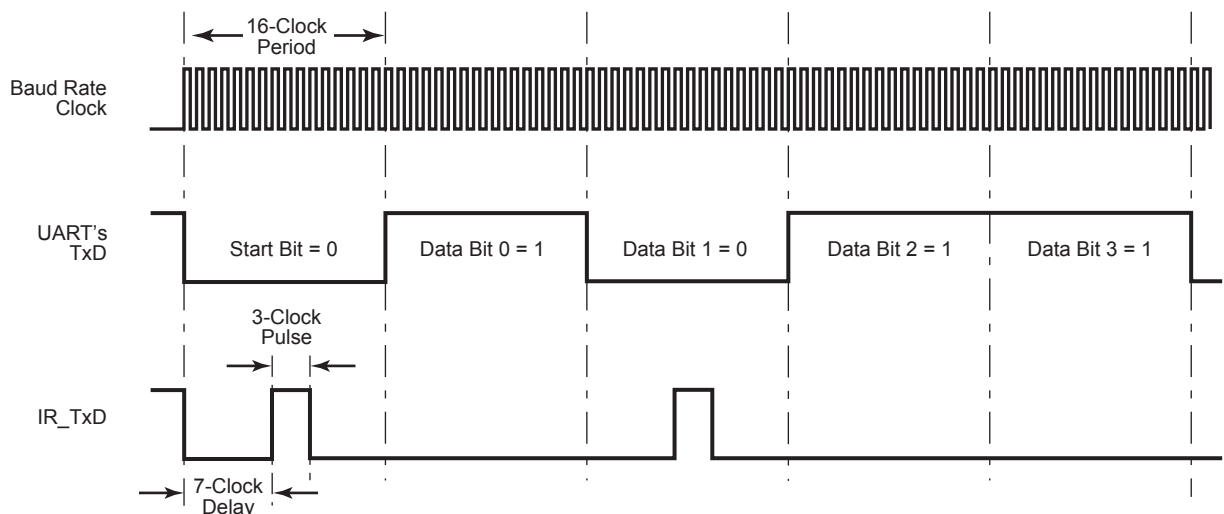 16-Clock
Period
Baud Rate
Clock
UART's
TxD
Start Bit = 0
Data Bit 0 = 1
Data Bit 1 = 0
Data Bit 2 = 1
Data Bit 3 = 1
3-Clock
Pulse
IR_TxD
7-Clock
Delay